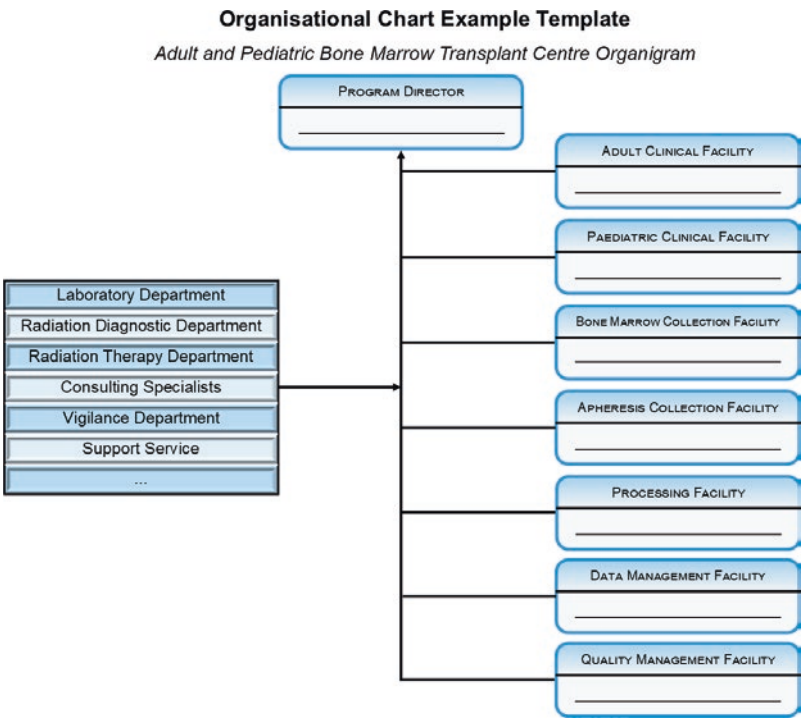 Organisational Chart Example Template
Adult and Pediatric Bone Marrow Transplant Centre Organigram
PROGRAM DIRECTOR
ADULT CLINICAL FACILITY
PAEDIATRIC CLINICAL FACILITY
BONE MARROW COLLECTION FACILITY
APHERESIS COLLECTION FACILITY
PROCESSING FACILITY
DATA MANAGEMENT FACILITY
QUALITY MANAGEMENT FACILITY
Laboratory Department
Radiation Diagnostic Department
Radiation Therapy Department
Consulting Specialists
Vigilance Department
Support Service
...